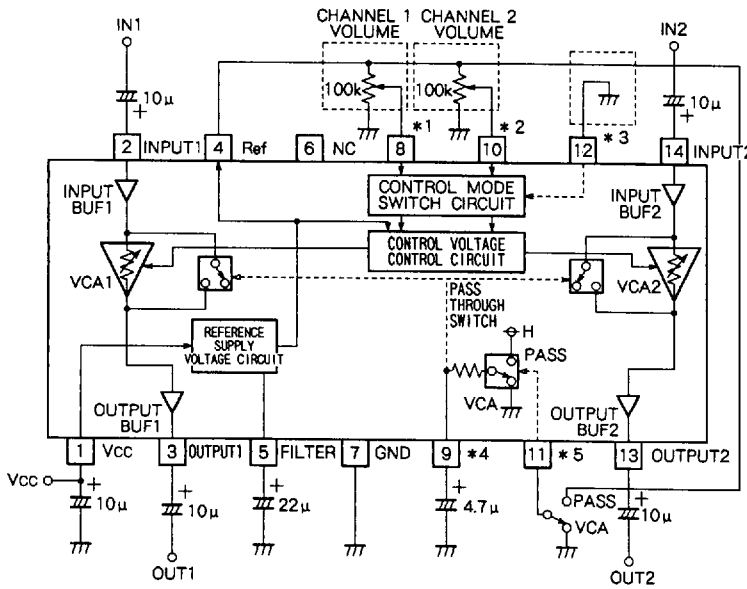 CHANNEL 1
VOLUME
CHANNEL 2
VOLUME
IN1
IN2
100k
100k
10μ
+
10μ
+
*1
*2
*3
2 INPUT1
4 Ref
6 NC
8
10
12
14 INPUT2
INPUT
BUF1
CONTROL MODE
SWITCH CIRCUIT
INPUT
BUF2
CONTROL VOLTAGE
CONTROL CIRCUIT
VCA1
VCA2
PASS
THROUGH
SWITCH
REFERENCE
SUPPLY
VOLTAGE CIRCUIT
H
PASS
VCA
OUTPUT
BUF1
OUTPUT
BUF2
1 Vcc
3 OUTPUT1
5 FILTER
7 GND
9 *4
11 *5
13 OUTPUT2
Vcc
+
10μ
+
10μ
+
22μ
+
4.7μ
PASS
VCA
+
10μ
OUT1
OUT2